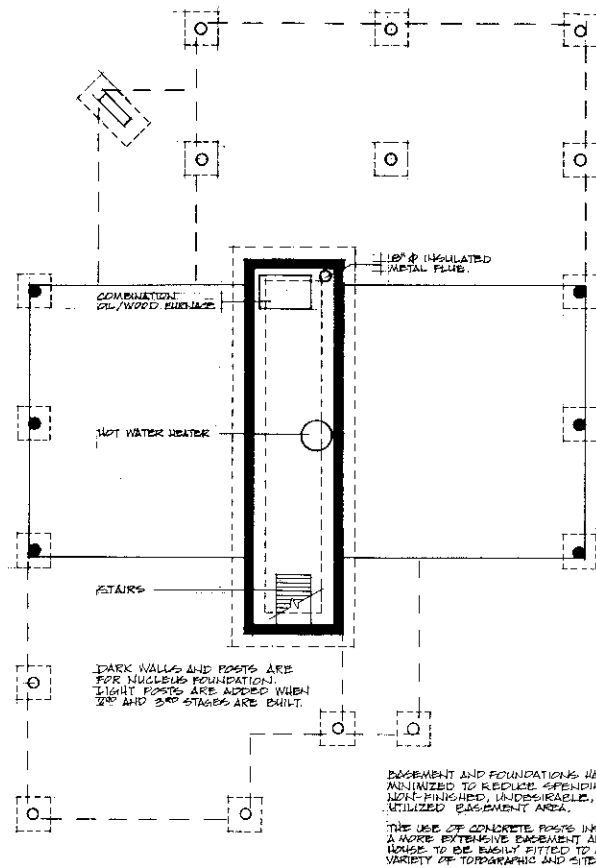 8" Φ INSULATED
METAL FLUE.
COMBINATION
OIL/WOOD FURNACE
HOT WATER HEATER
STAIRS
DARK WALLS AND POSTS ARE
FOR NUCLEUS FOUNDATION.
LIGHT POSTS ARE ADDED WHEN
2ND AND 3RD STAGES ARE BUILT.
BASEMENT AND FOUNDATIONS HA
MINIMIZED TO REDUCE SPENDI
NON-FINISHED, UNDESIRABLE,
UTILIZED BASEMENT AREA.
THE USE OF CONCRETE POSTS IN
A MORE EXTENSIVE BASEMENT A
HOUSE TO BE EASILY FITTED TO
VARIETY OF TOPOGRAPHIC AND SITE